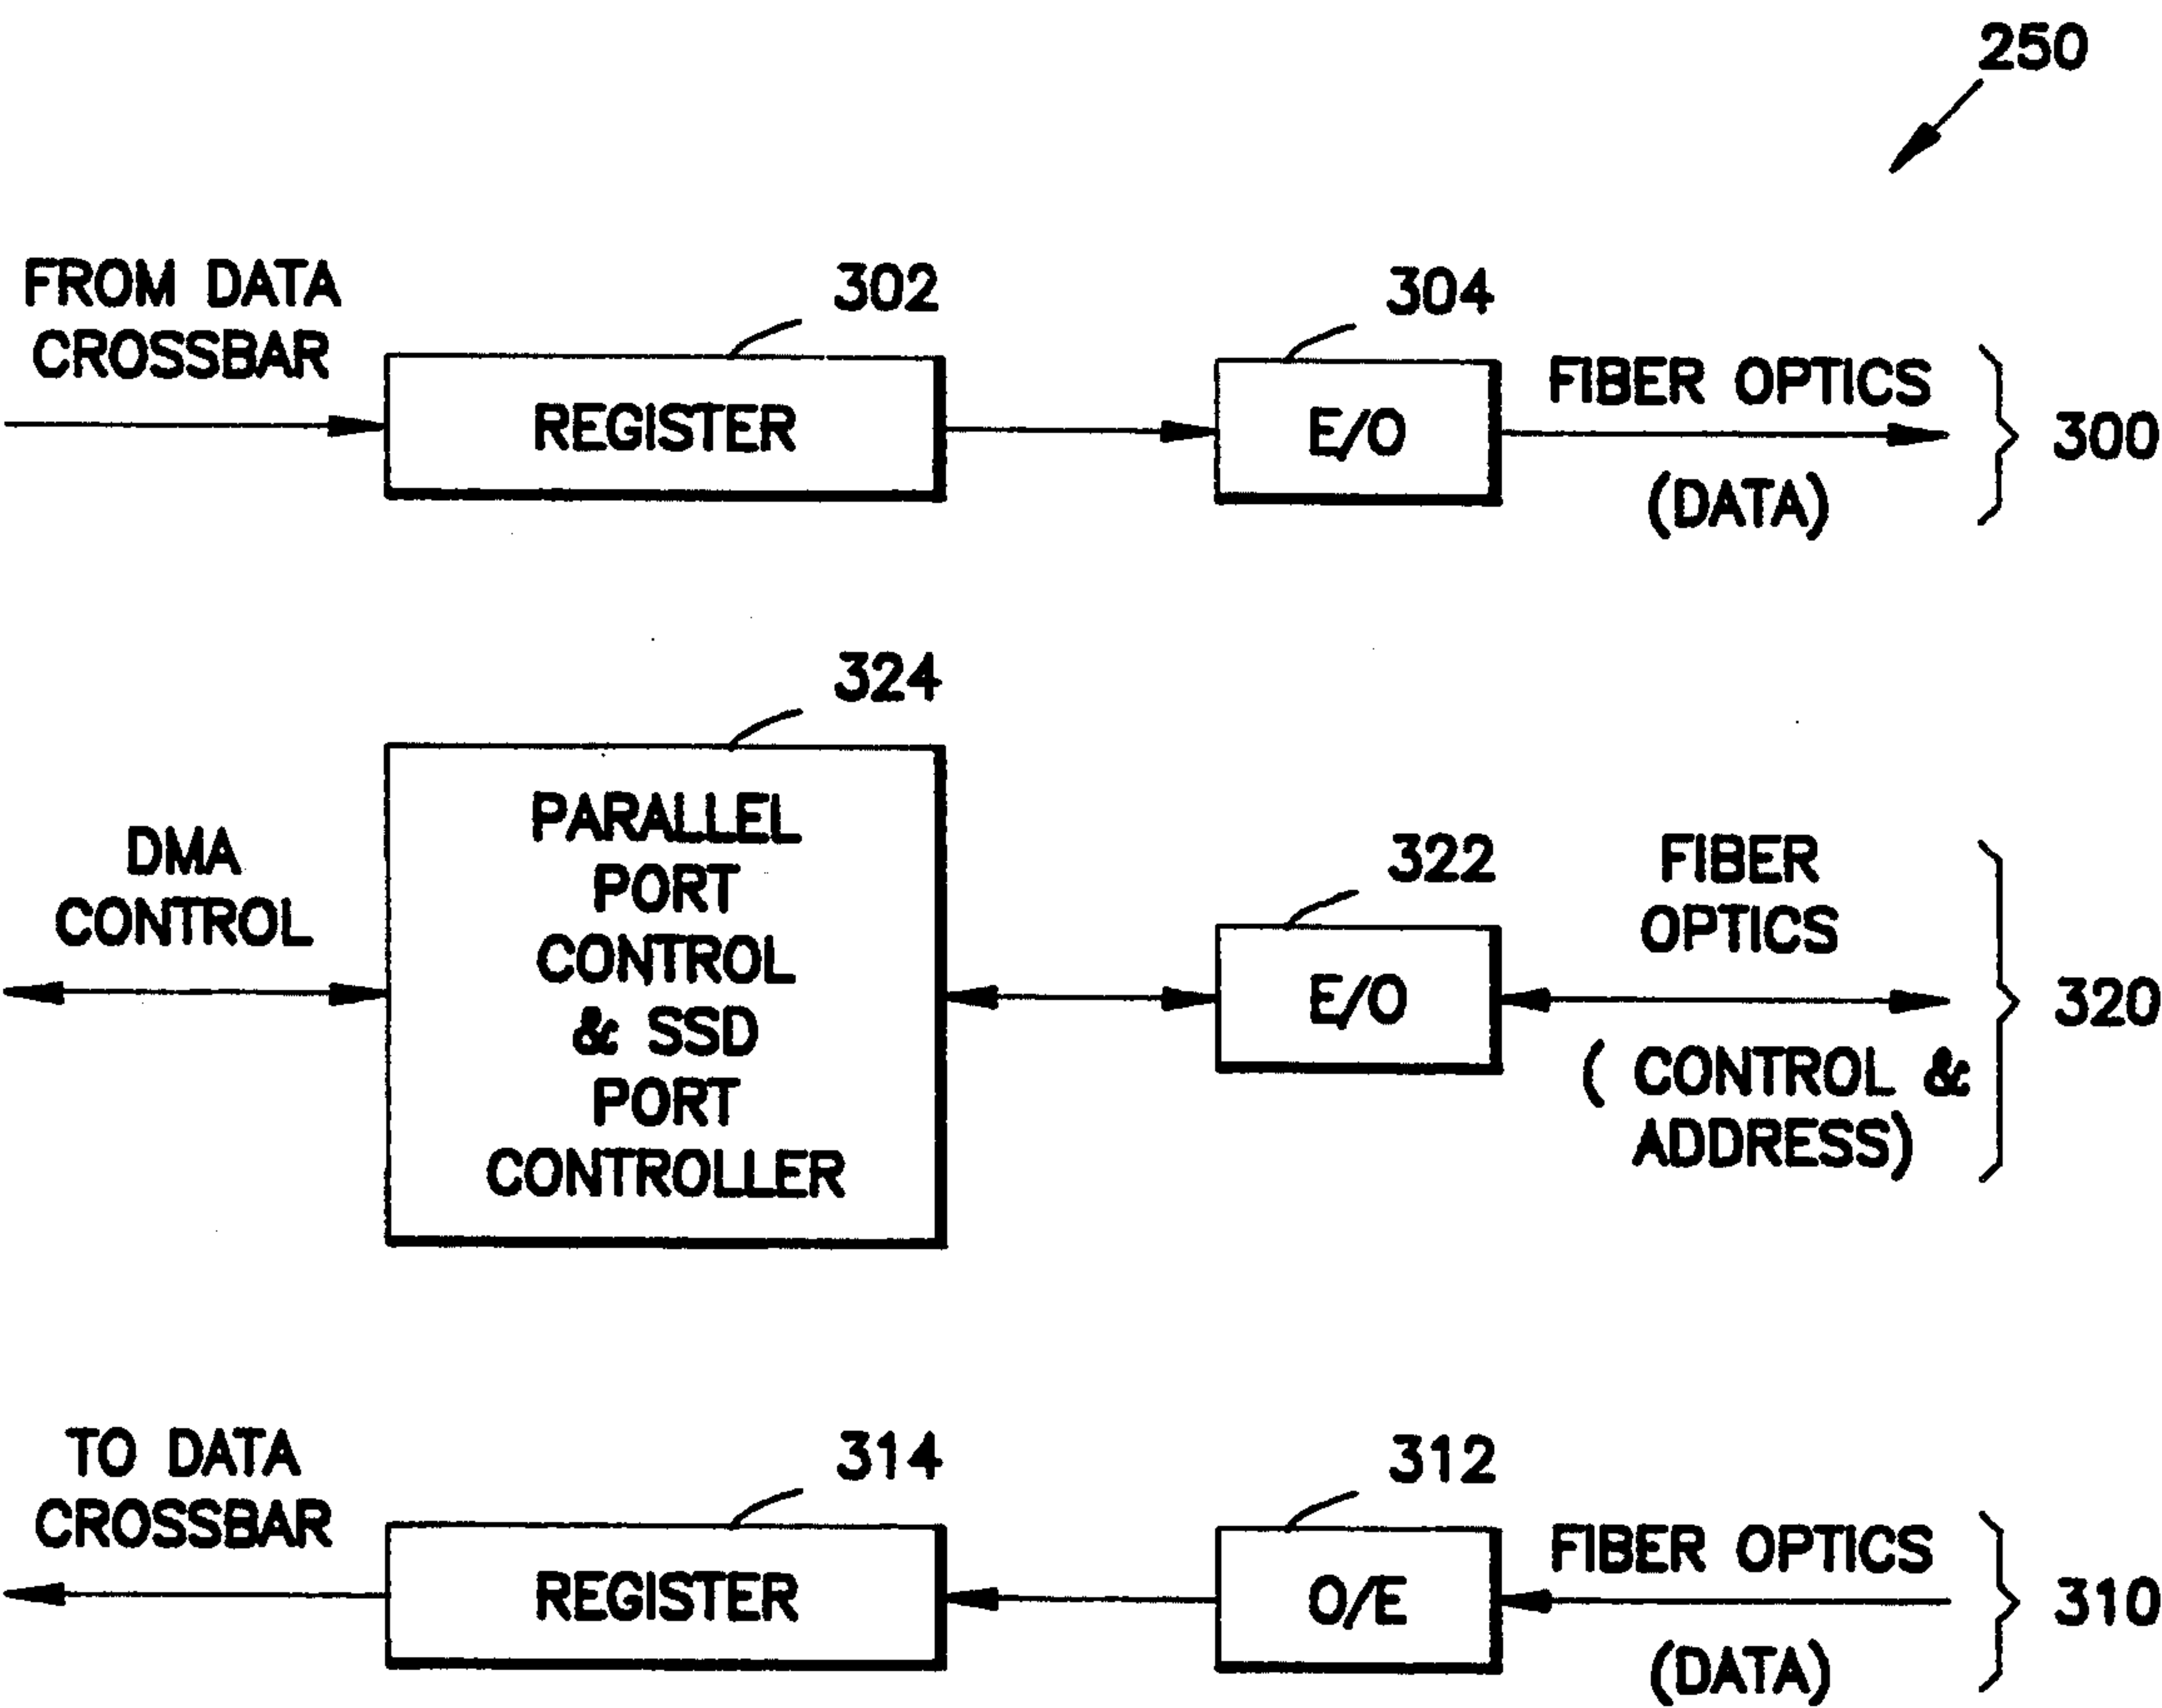 250
FROM DATA
CROSSBAR
302
REGISTER
304
E/O
FIBER OPTICS
(DATA)
300
DMA
CONTROL
324
PARALLEL
PORT
CONTROL
& SSD
PORT
CONTROLLER
322
E/O
FIBER
OPTICS
( CONTROL &
ADDRESS)
320
TO DATA
CROSSBAR
314
REGISTER
312
O/E
FIBER OPTICS
(DATA)
310